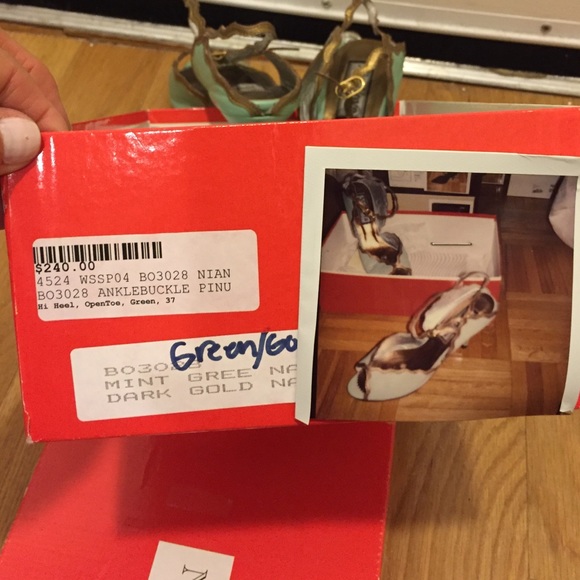 $240.00
4524 WSSP04 BO3028 NIAN
BO3028 ANKLEBUCKLE PINU
Hi Heel, OpenToe, Green, 37
Green/Go
BO302
MINT GREE NA
DARK GOLD NA
N